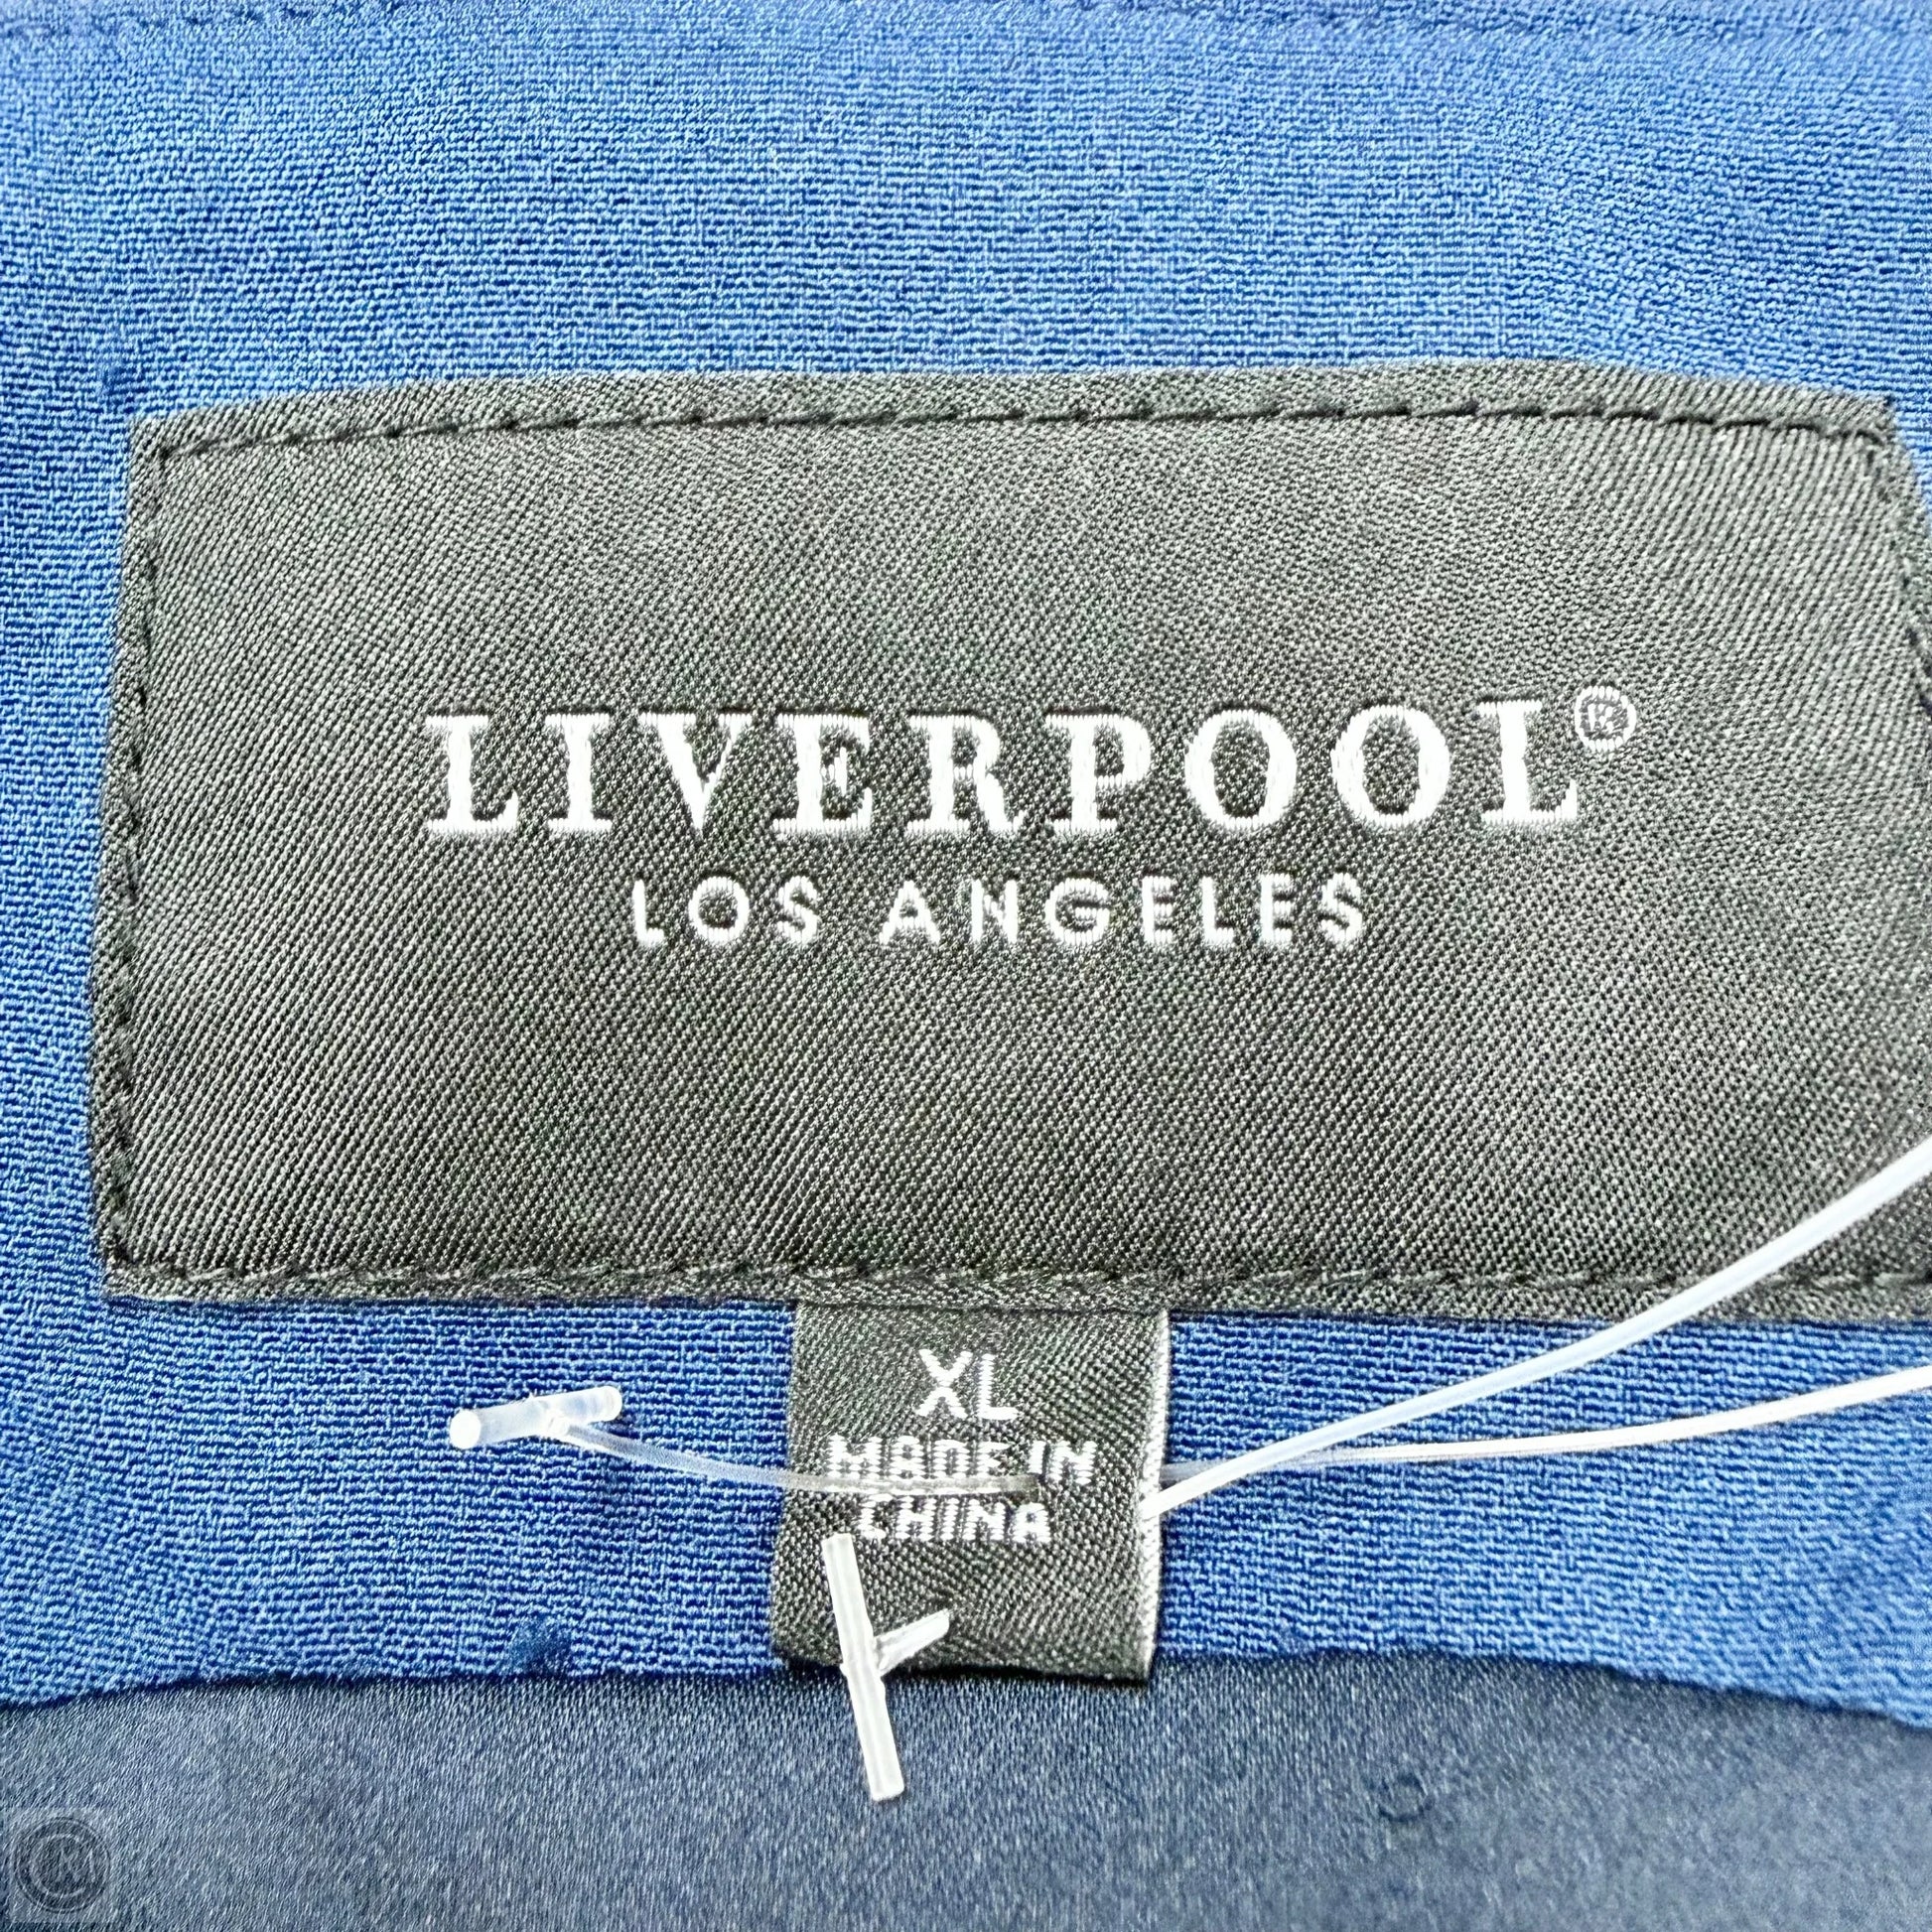 LIVERPOOL®
LOS ANGELES
XL
MADE IN
CHINA